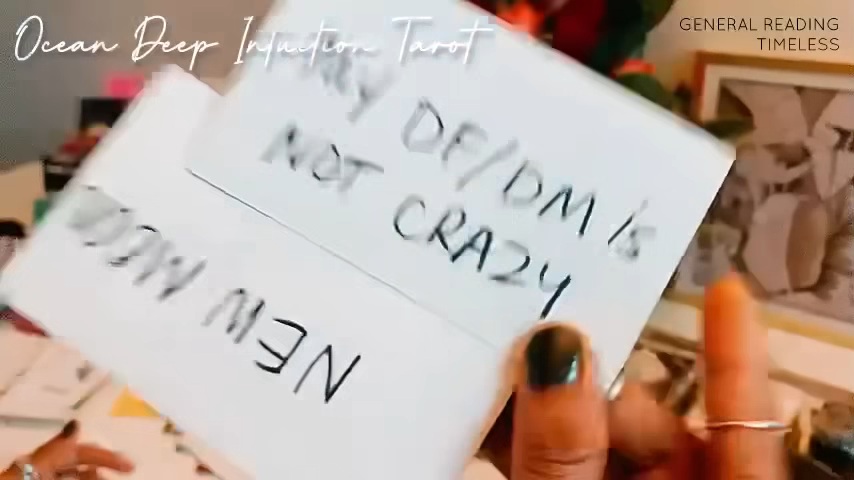 Ocean Deep Intuition Tarot
GENERAL READING
TIMELESS
DF/DM is
NOT CRAZY
NEW